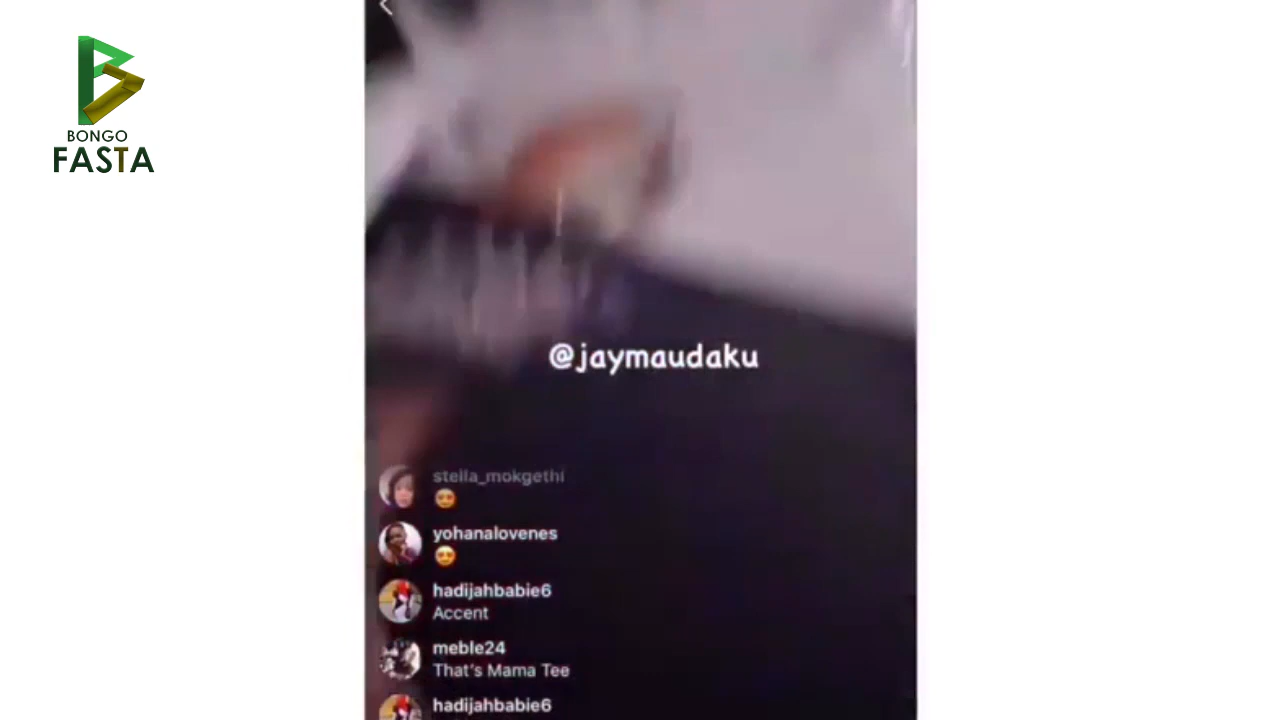 BONGO
FASTA
@jaymaudaku
stella_mokgethi
😍
yohanalovenes
😍
hadijahbabie6
Accent
meble24
That's Mama Tee
hadijahbabie6